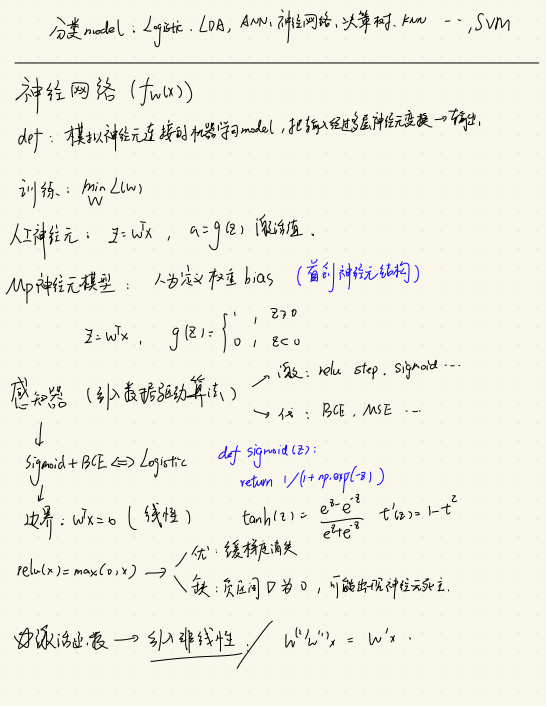 分类model：Logistic. LDA, ANN, 神经网络、决策树、KNN ...,SVM
神经网络 (fw(x))
def：模拟神经元连接的机器学习model, 把输入经过多层神经元变换→输出,
训练：min L(w)
W
人工神经元：z=wᵀx , a=g(z) 激活值.
Mp神经元模型：人为定义权重bias (首创神经元结构)
z=wᵀx, g(z)={1, z≥0
0, z<0
感知器 (引入数据驱动算法)
→ 激：relu step. sigmoid ...
→ 代：BCE, MSE ...
↓
Sigmoid+BCE⇔Logistic
def sigmoid(z):
return 1/(1+np.exp(-z))
↓
边界：wᵀx=0 (线性)
tanh(z)= (e^z-e^-z)/(e^z+e^-z) t'(z)=1-t²
relu(x)=max(0,x) →
优：缓梯度消失
缺：负区间▽为0, 可能出现神经元死亡.
激活函数→引入非线性. / W⁽²⁾W⁽¹⁾x = W'x.